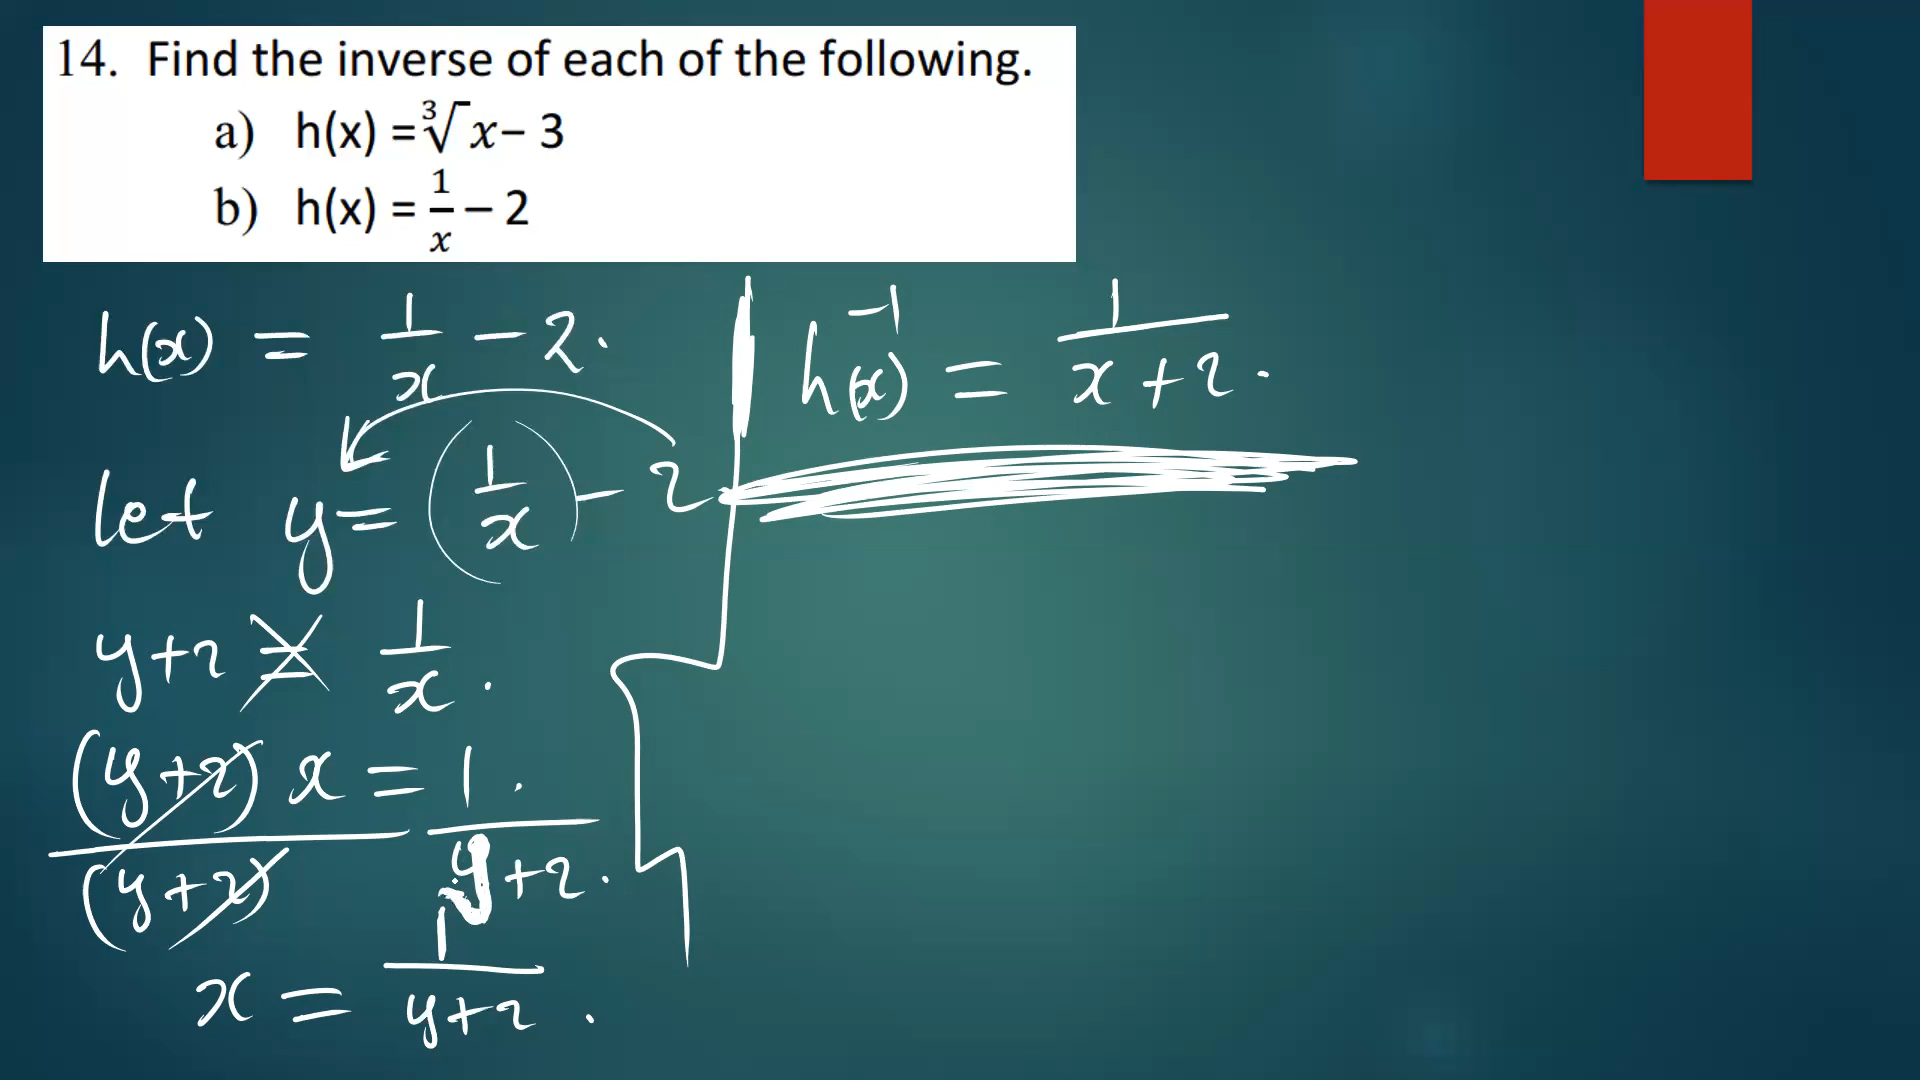 14. Find the inverse of each of the following.
a) h(x) = ∛x − 3
b) h(x) = 1/x − 2
h(x) = 1/x − 2.
let y = (1/x) − 2
y+2 = 1/x.
(y+2) x = 1.
(y+2) y+2.
x = 1/y+2.
h⁻¹(x) = 1/x+2.